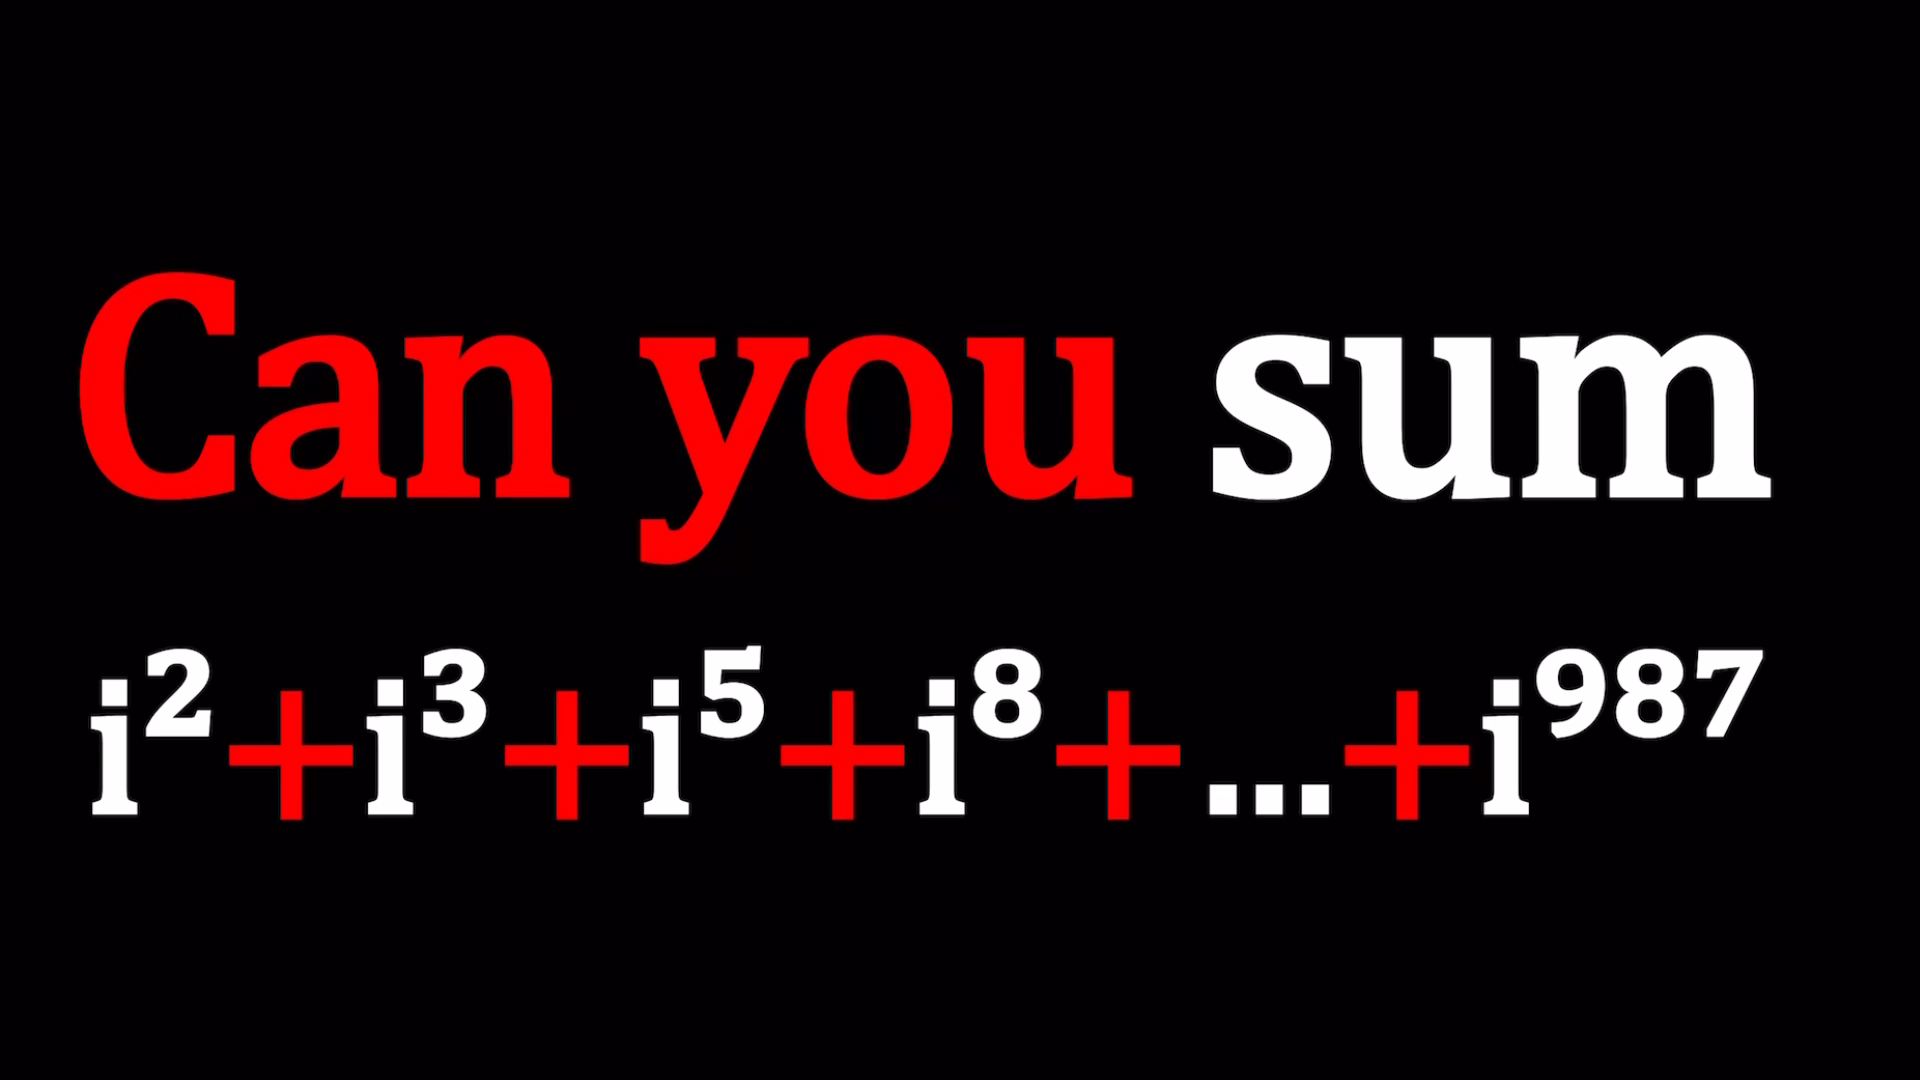 Can you sum
i²+i³+i⁵+i⁸+...+i⁹⁸⁷